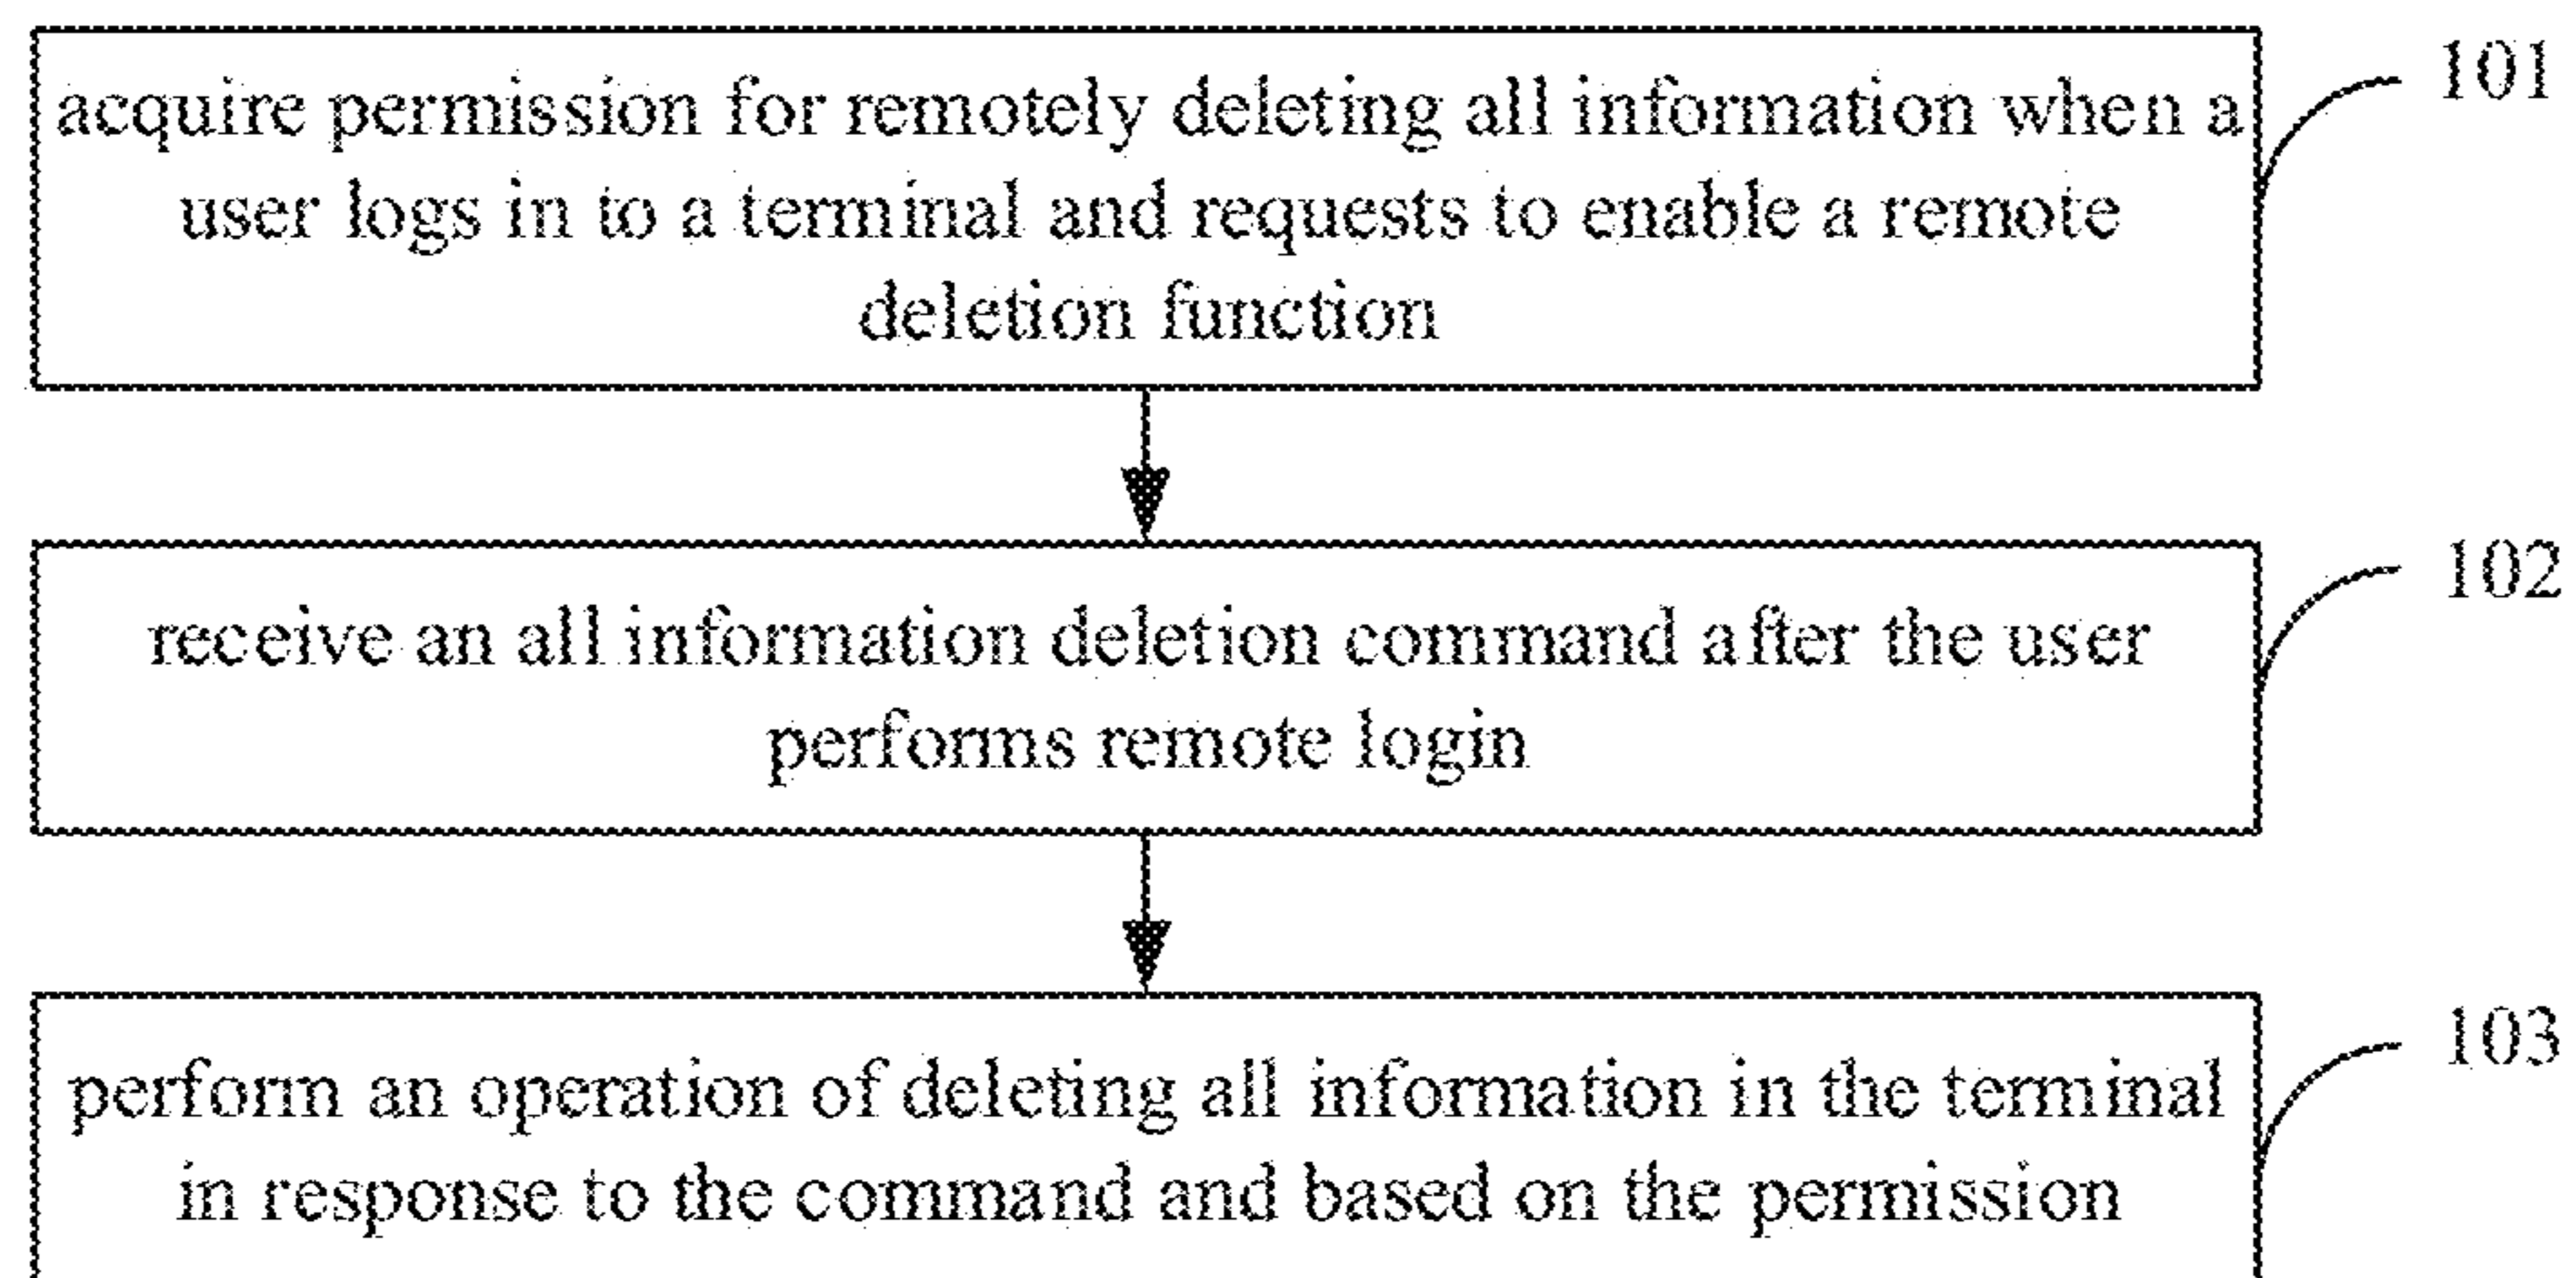 acquire permission for remotely deleting all information when a
user logs in to a terminal and requests to enable a remote
deletion function
101
receive an all information deletion command after the user
performs remote login
102
perform an operation of deleting all information in the terminal
in response to the command and based on the permission
103